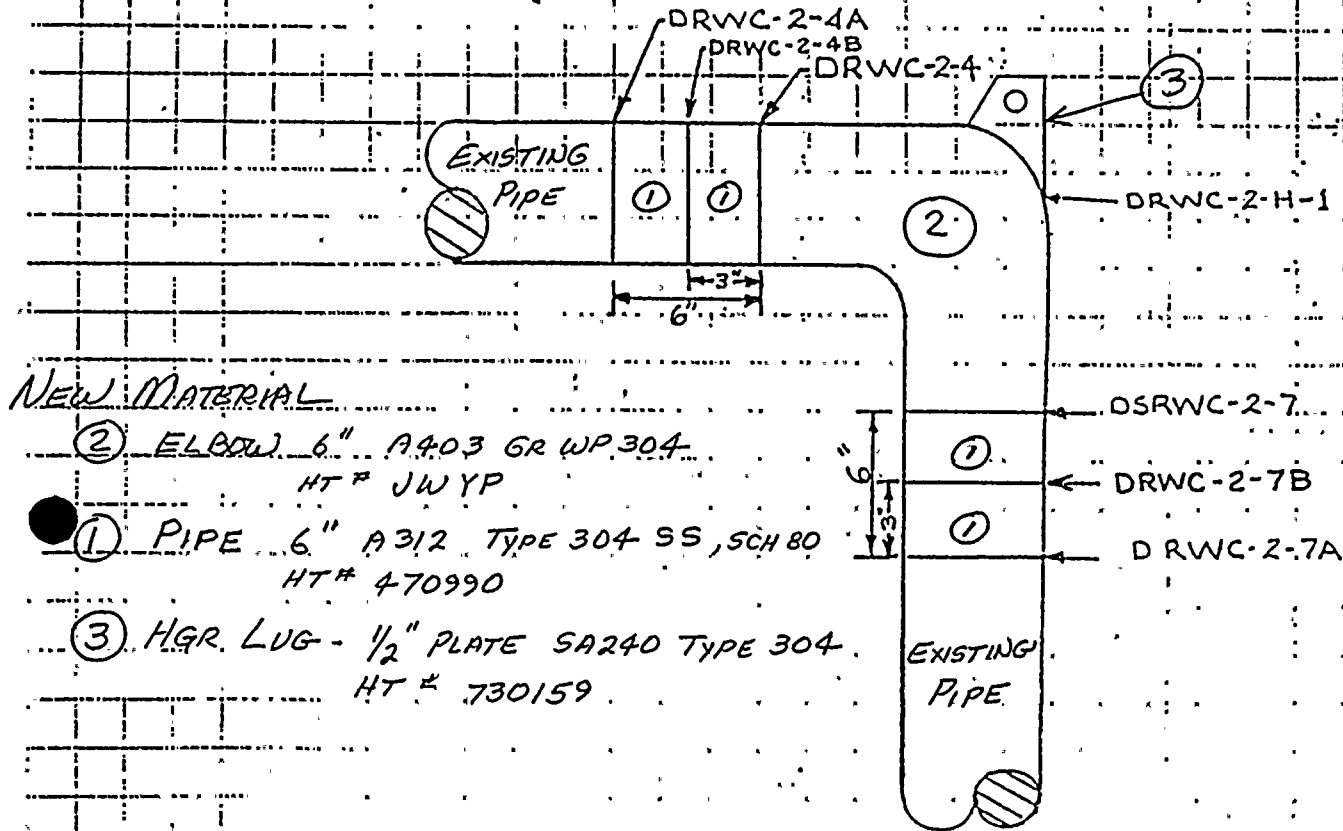 DRWC-2-4A
DRWC-2-4B
DRWC-2-4
3
EXISTING
PIPE
1
1
2
DRWC-2-H-1
3"
6"
NEW MATERIAL
2 ELBOW 6" A403 GR WP 304
HT # JWYP
1 PIPE 6" A312 TYPE 304 SS, SCH 80
HT # 470990
3 HGR LUG - 1/2" PLATE SA240 TYPE 304
HT # 730159
DSRWC-2-7
6"
1
DRWC-2-7B
3"
1
DRWC-2-7A
EXISTING
PIPE